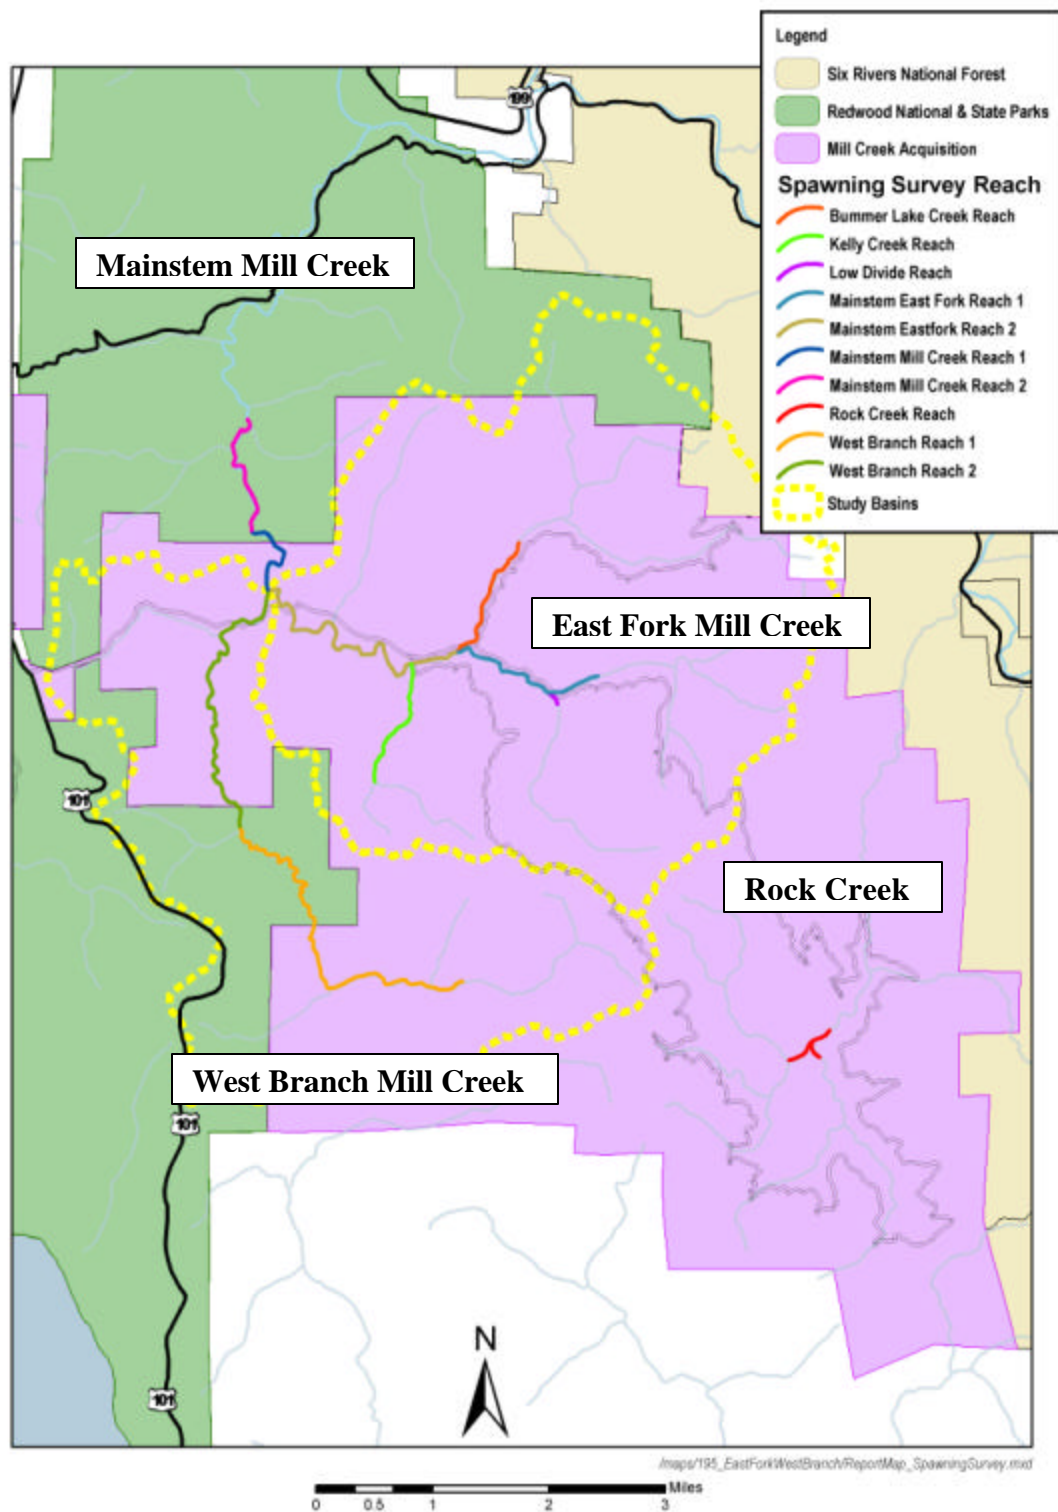 Legend
Six Rivers National Forest
Redwood National & State Parks
Mill Creek Acquisition
Spawning Survey Reach
Bummer Lake Creek Reach
Kelly Creek Reach
Low Divide Reach
Mainstem East Fork Reach 1
Mainstem Eastfork Reach 2
Mainstem Mill Creek Reach 1
Mainstem Mill Creek Reach 2
Rock Creek Reach
West Branch Reach 1
West Branch Reach 2
Study Basins
199
Mainstem Mill Creek
East Fork Mill Creek
101
Rock Creek
West Branch Mill Creek
101
N
101
/maps/195_EastForkWestBranch/ReportMap_SpawningSurvey.mxd
Miles
0 0.5 1 2 3